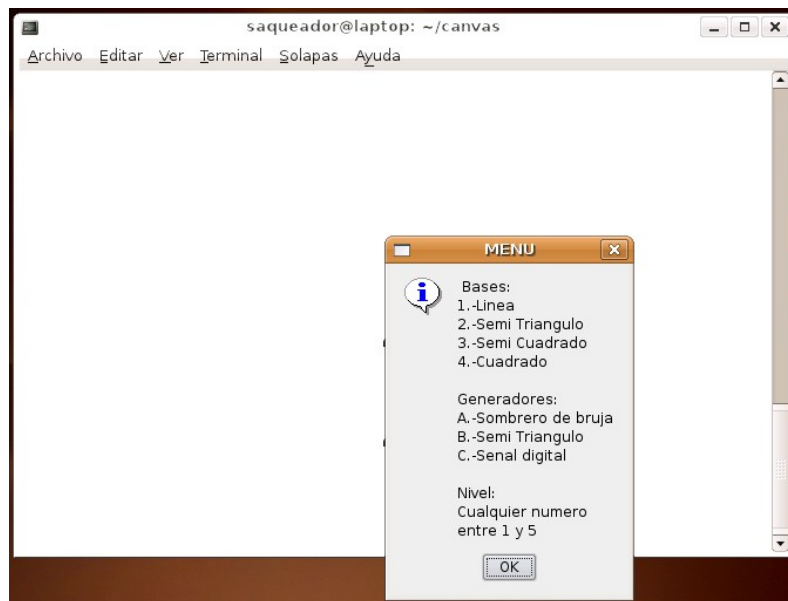 saqueador@laptop: ~/canvas
Archivo Editar Ver Terminal Solapas Ayuda
MENU
Bases:
1.-Linea
2.-Semi Triangulo
3.-Semi Cuadrado
4.-Cuadrado
Generadores:
A.-Sombrero de bruja
B.-Semi Triangulo
C.-Senal digital
Nivel:
Cualquier numero
entre 1 y 5
OK